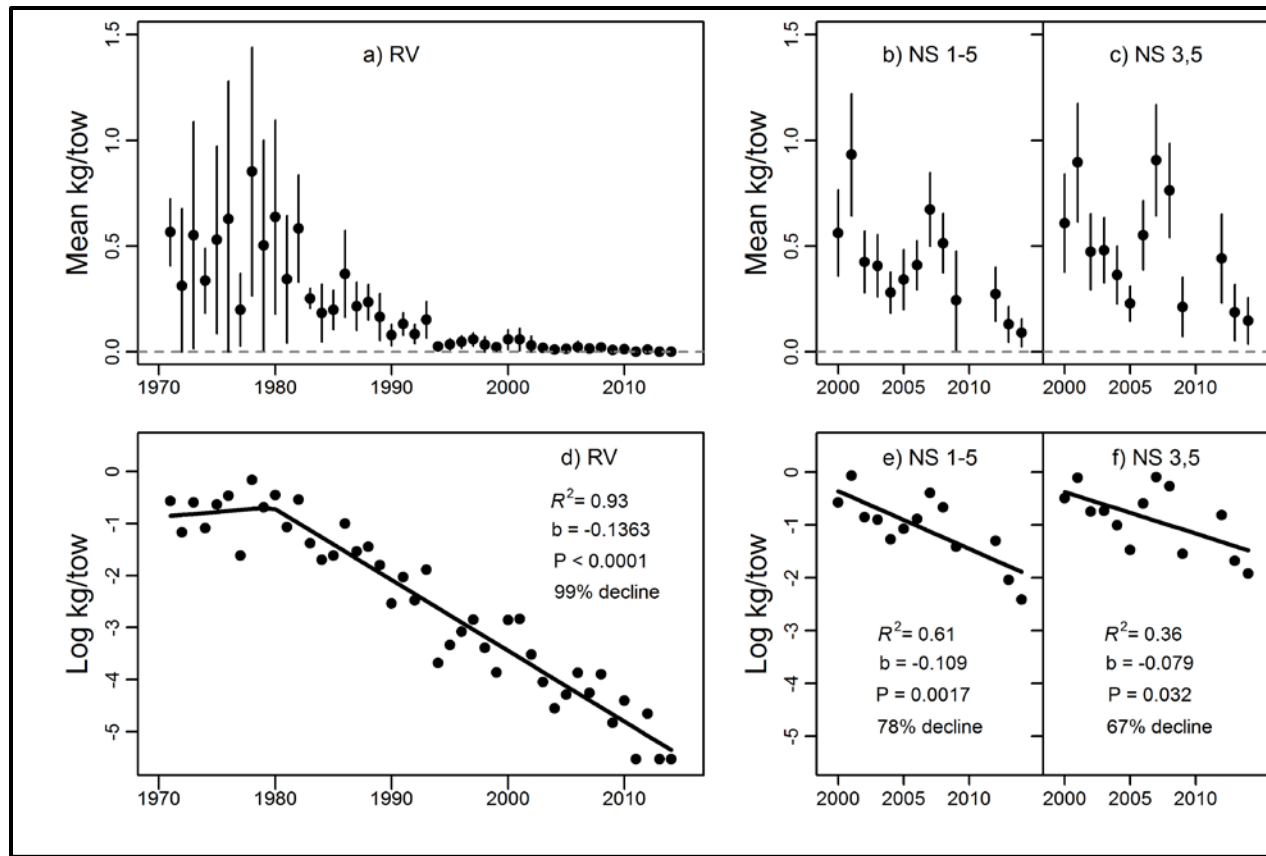 a) RV
b) NS 1-5
c) NS 3,5
Mean kg/tow
0.0
0.5
1.0
1.5
1970
1980
1990
2000
2010
Mean kg/tow
0.0
0.5
1.0
1.5
2000
2005
2010
2000
2005
2010
d) RV
R²= 0.93
b = -0.1363
P < 0.0001
99% decline
Log kg/tow
0
-1
-2
-3
-4
-5
1970
1980
1990
2000
2010
e) NS 1-5
R²= 0.61
b = -0.109
P = 0.0017
78% decline
f) NS 3,5
R²= 0.36
b = -0.079
P = 0.032
67% decline
Log kg/tow
0
-1
-2
-3
-4
-5
2000
2005
2010
2000
2005
2010